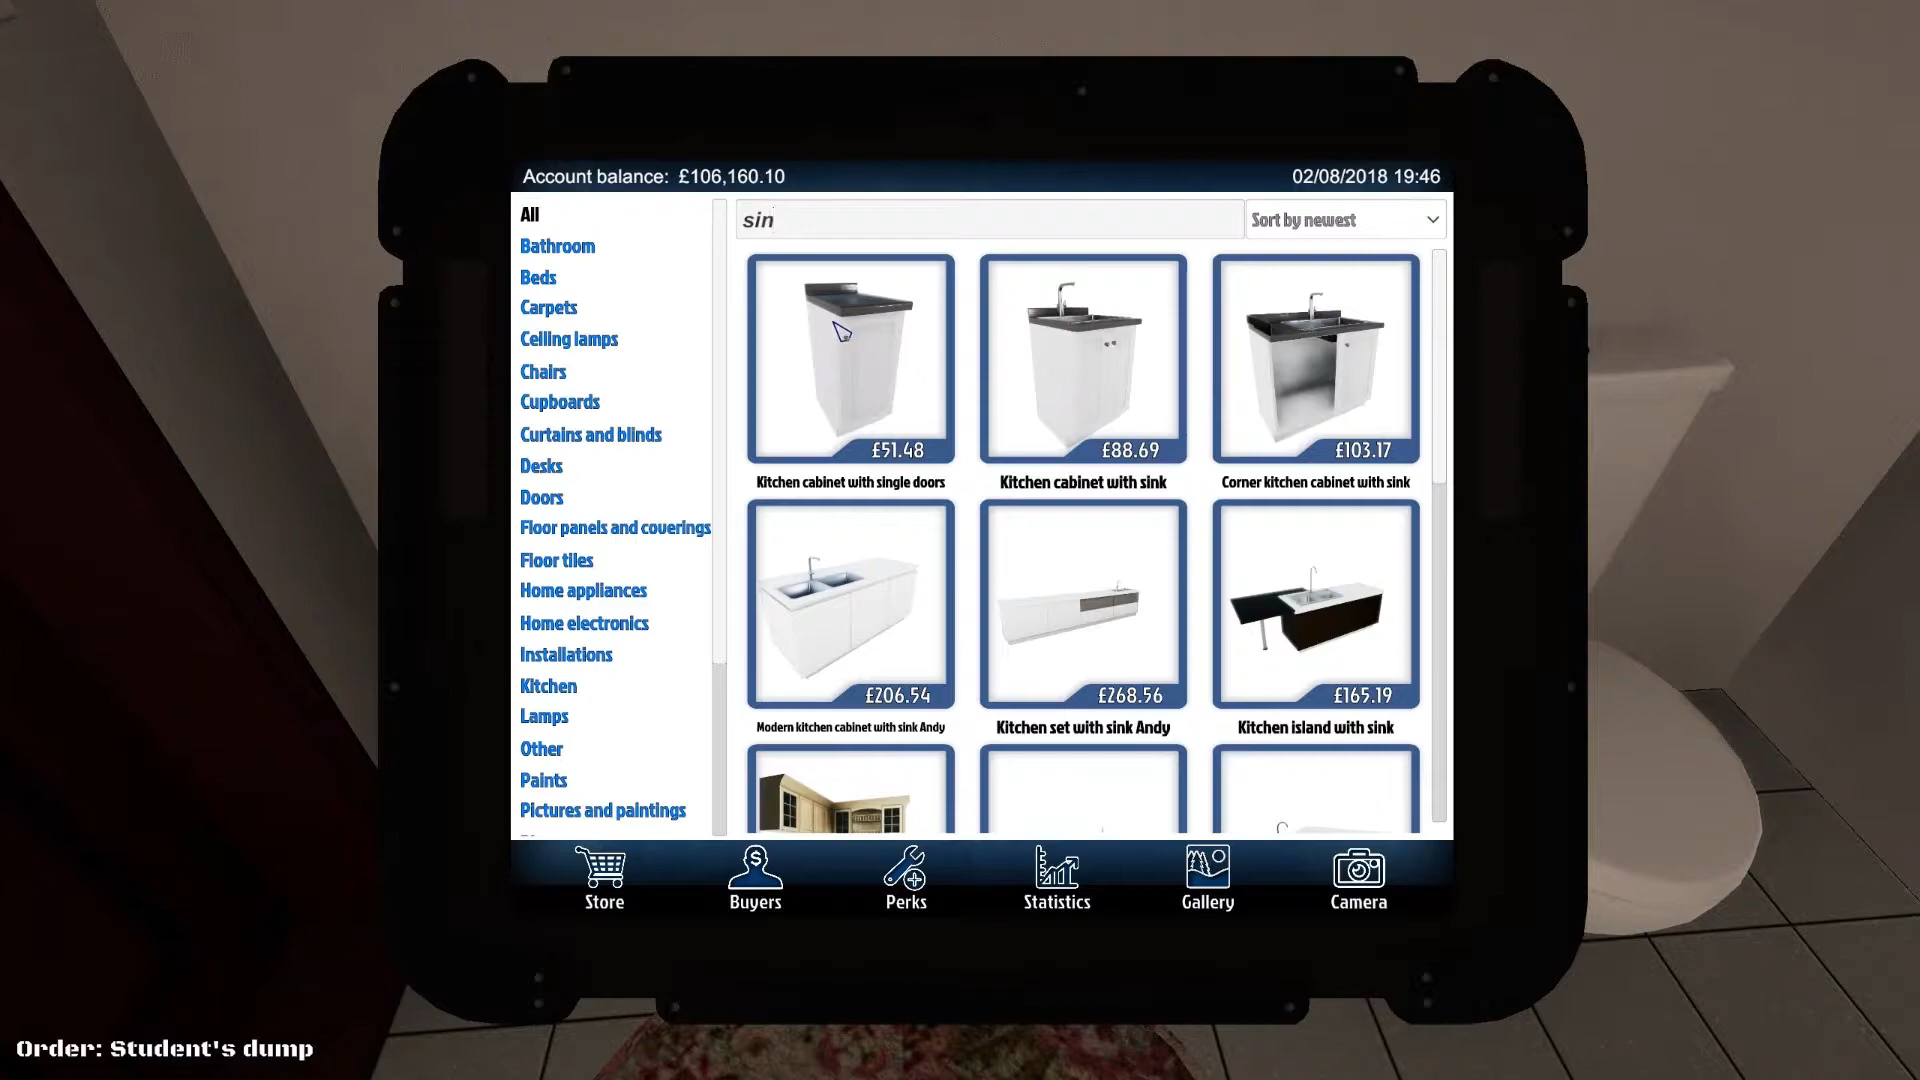 Account balance: £106,160.10
02/08/2018 19:46
All
Bathroom
Beds
Carpets
Ceiling lamps
Chairs
Cupboards
Curtains and blinds
Desks
Doors
Floor panels and coverings
Floor tiles
Home appliances
Home electronics
Installations
Kitchen
Lamps
Other
Paints
Pictures and paintings
sin
Sort by newest
£51.48
£88.69
£103.17
Kitchen cabinet with single doors
Kitchen cabinet with sink
Corner kitchen cabinet with sink
£206.54
£268.56
£165.19
Modern kitchen cabinet with sink Andy
Kitchen set with sink Andy
Kitchen island with sink
Store
Buyers
Perks
Statistics
Gallery
Camera
Order: Student's dump